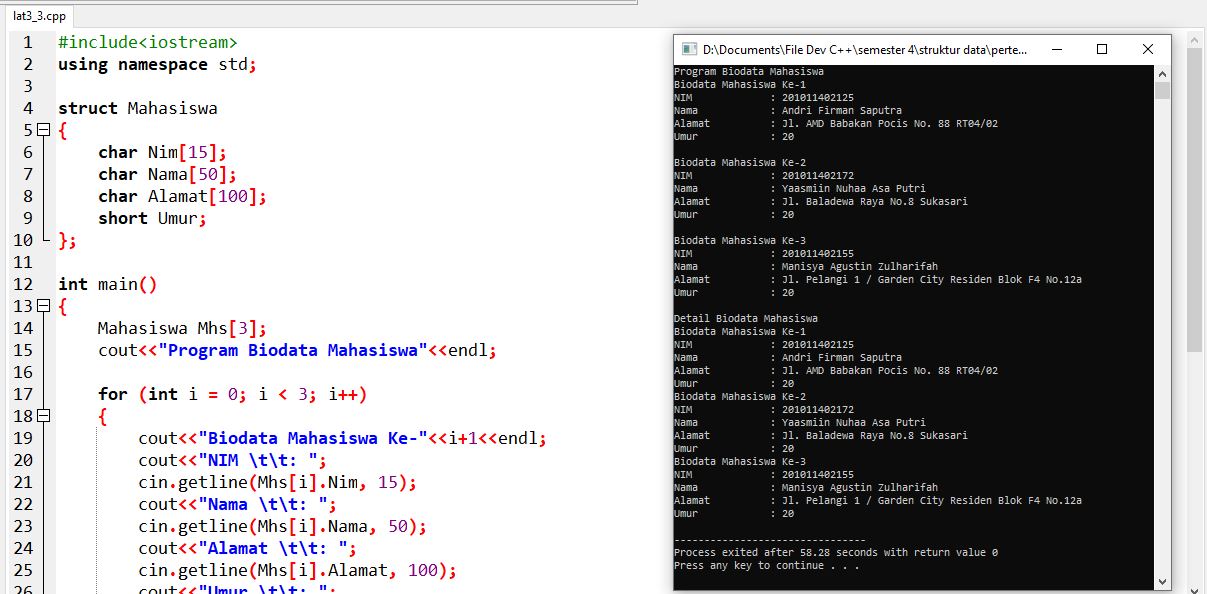 lat3_3.cpp
1 #include<iostream>
2 using namespace std;
3
4 struct Mahasiswa
5 {
6 char Nim[15];
7 char Nama[50];
8 char Alamat[100];
9 short Umur;
10 };
11
12 int main()
13 {
14 Mahasiswa Mhs[3];
15 cout<<"Program Biodata Mahasiswa"<<endl;
16
17 for (int i = 0; i < 3; i++)
18 {
19 cout<<"Biodata Mahasiswa Ke-"<<i+1<<endl;
20 cout<<"NIM \t\t: ";
21 cin.getline(Mhs[i].Nim, 15);
22 cout<<"Nama \t\t: ";
23 cin.getline(Mhs[i].Nama, 50);
24 cout<<"Alamat \t\t: ";
25 cin.getline(Mhs[i].Alamat, 100);
26 cout<<"Umur \t\t: ";
D:\Documents\File Dev C++\semester 4\struktur data\perte...
Program Biodata Mahasiswa
Biodata Mahasiswa Ke-1
NIM : 201011402125
Nama : Andri Firman Saputra
Alamat : Jl. AMD Babakan Pocis No. 88 RT04/02
Umur : 20
Biodata Mahasiswa Ke-2
NIM : 201011402172
Nama : Yaasmiin Nuhaa Asa Putri
Alamat : Jl. Baladewa Raya No.8 Sukasari
Umur : 20
Biodata Mahasiswa Ke-3
NIM : 201011402155
Nama : Manisya Agustin Zulharifah
Alamat : Jl. Pelangi 1 / Garden City Residen Blok F4 No.12a
Umur : 20
Detail Biodata Mahasiswa
Biodata Mahasiswa Ke-1
NIM : 201011402125
Nama : Andri Firman Saputra
Alamat : Jl. AMD Babakan Pocis No. 88 RT04/02
Umur : 20
Biodata Mahasiswa Ke-2
NIM : 201011402172
Nama : Yaasmiin Nuhaa Asa Putri
Alamat : Jl. Baladewa Raya No.8 Sukasari
Umur : 20
Biodata Mahasiswa Ke-3
NIM : 201011402155
Nama : Manisya Agustin Zulharifah
Alamat : Jl. Pelangi 1 / Garden City Residen Blok F4 No.12a
Umur : 20
--------------------------------
Process exited after 58.28 seconds with return value 0
Press any key to continue . . .